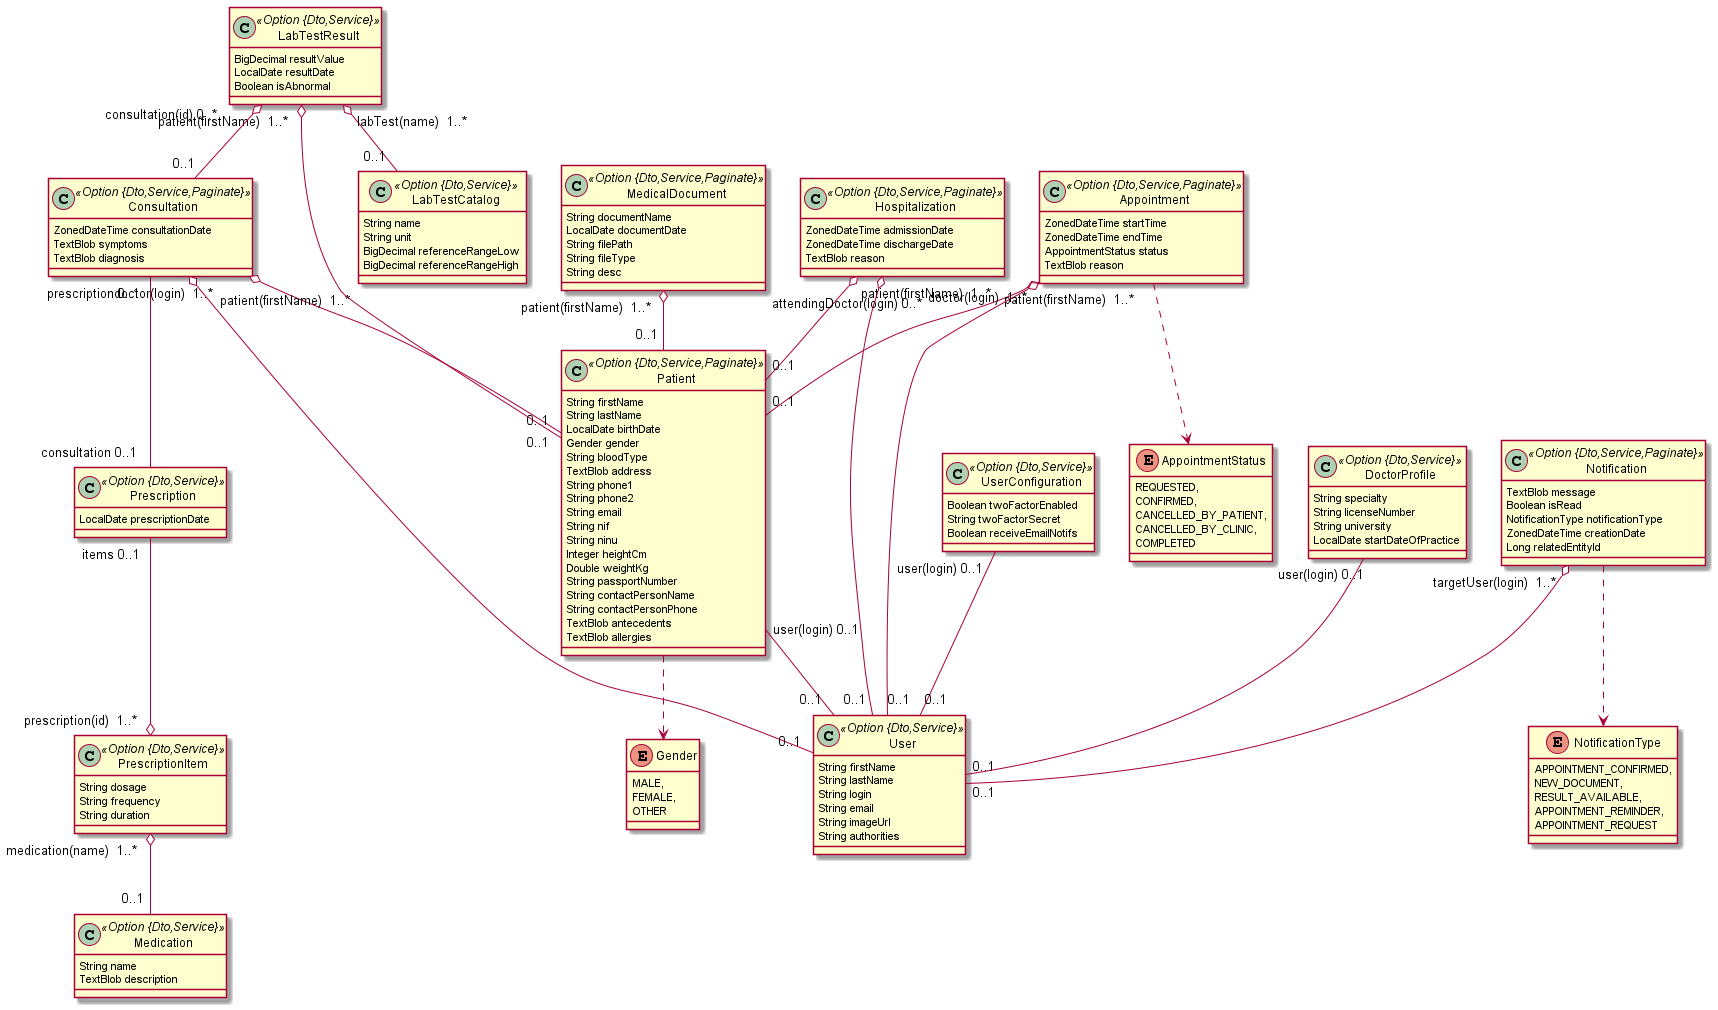 C «Option {Dto,Service}»
LabTestResult
BigDecimal resultValue
LocalDate resultDate
Boolean isAbnormal
consultation(id) 0..*
patient(firstName) 1..*
labTest(name) 1..*
0..1
0..1
C «Option {Dto,Service,Paginate}»
Consultation
ZonedDateTime consultationDate
TextBlob symptoms
TextBlob diagnosis
C «Option {Dto,Service}»
LabTestCatalog
String name
String unit
BigDecimal referenceRangeLow
BigDecimal referenceRangeHigh
C «Option {Dto,Service,Paginate}»
MedicalDocument
String documentName
LocalDate documentDate
String filePath
String fileType
String desc
C «Option {Dto,Service,Paginate}»
Hospitalization
ZonedDateTime admissionDate
ZonedDateTime dischargeDate
TextBlob reason
C «Option {Dto,Service,Paginate}»
Appointment
ZonedDateTime startTime
ZonedDateTime endTime
AppointmentStatus status
TextBlob reason
doctor(login) 1..*
patient(firstName) 1..*
patient(firstName) 1..*
0..1
attendingDoctor(login) 0..*
patient(firstName) 1..*
doctor(login) 1..*
patient(firstName) 1..*
0..1
0..1
0..1
0..1
C «Option {Dto,Service,Paginate}»
Patient
String firstName
String lastName
LocalDate birthDate
Gender gender
String bloodType
TextBlob address
String phone1
String phone2
String email
String nif
String ninu
Integer heightCm
Double weightKg
String passportNumber
String contactPersonName
String contactPersonPhone
TextBlob antecedents
TextBlob allergies
consultation 0..1
C «Option {Dto,Service}»
Prescription
LocalDate prescriptionDate
items 0..1
C «Option {Dto,Service}»
UserConfiguration
Boolean twoFactorEnabled
String twoFactorSecret
Boolean receiveEmailNotifs
E AppointmentStatus
REQUESTED,
CONFIRMED,
CANCELLED_BY_PATIENT,
CANCELLED_BY_CLINIC,
COMPLETED
C «Option {Dto,Service}»
DoctorProfile
String specialty
String licenseNumber
String university
LocalDate startDateOfPractice
C «Option {Dto,Service,Paginate}»
Notification
TextBlob message
Boolean isRead
NotificationType notificationType
ZonedDateTime creationDate
Long relatedEntityId
user(login) 0..1
user(login) 0..1
targetUser(login) 1..*
user(login) 0..1
0..1
0..1
0..1
0..1
prescription(id) 1..*
0..1
0..1
0..1
C «Option {Dto,Service}»
PrescriptionItem
String dosage
String frequency
String duration
E Gender
MALE,
FEMALE,
OTHER
C «Option {Dto,Service}»
User
String firstName
String lastName
String login
String email
String imageUrl
String authorities
E NotificationType
APPOINTMENT_CONFIRMED,
NEW_DOCUMENT,
RESULT_AVAILABLE,
APPOINTMENT_REMINDER,
APPOINTMENT_REQUEST
medication(name) 1..*
0..1
C «Option {Dto,Service}»
Medication
String name
TextBlob description